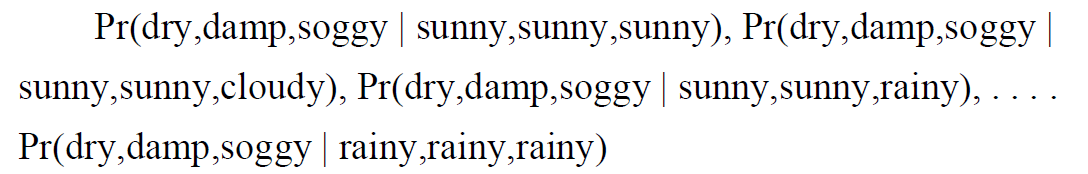 Pr(dry,damp,soggy | sunny,sunny,sunny), Pr(dry,damp,soggy |
sunny,sunny,cloudy), Pr(dry,damp,soggy | sunny,sunny,rainy), . . . .
Pr(dry,damp,soggy | rainy,rainy,rainy)